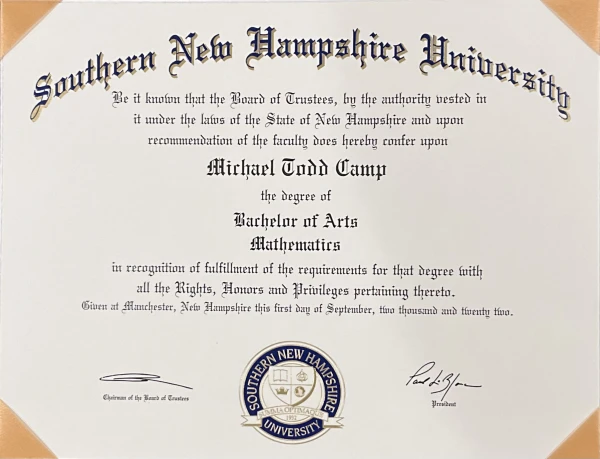 Southern New Hampshire University
Be it known that the Board of Trustees, by the authority vested in
it under the laws of the State of New Hampshire and upon
recommendation of the faculty does hereby confer upon
Michael Todd Camp
the degree of
Bachelor of Arts
Mathematics
in recognition of fulfillment of the requirements for that degree with
all the Rights, Honors and Privileges pertaining thereto.
Given at Manchester, New Hampshire this first day of September, two thousand and twenty two.
SOUTHERN NEW HAMPSHIRE
UNIVERSITY
1932
Chairman of the Board of Trustees
President